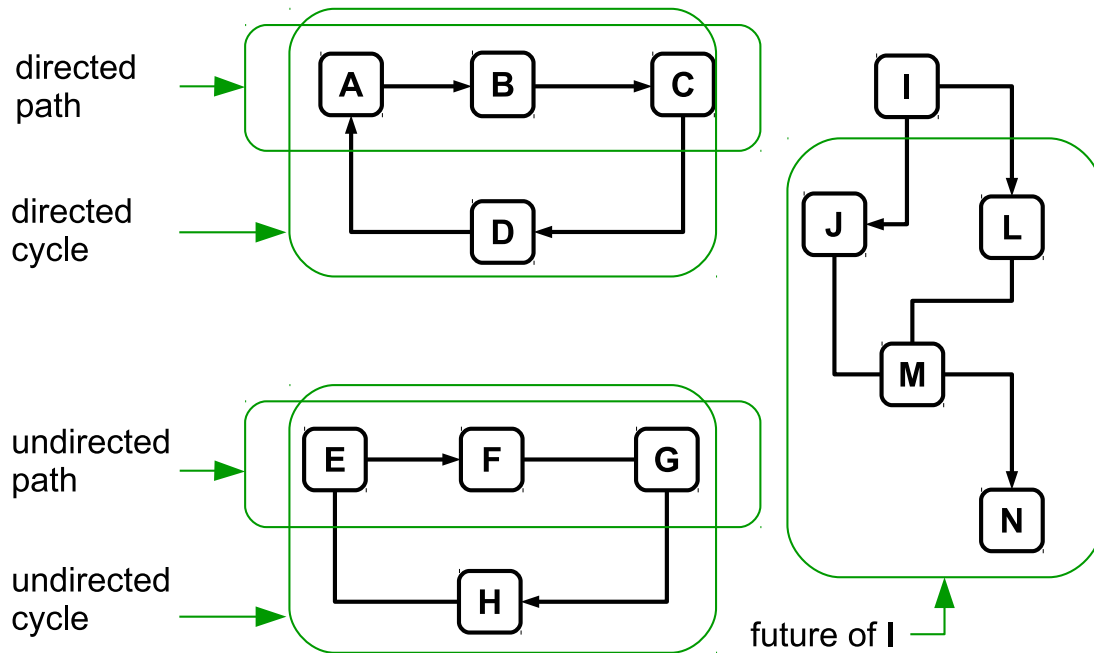 directed
path
A
B
C
I
directed
cycle
D
J
L
M
undirected
path
E
F
G
N
undirected
cycle
H
future of I